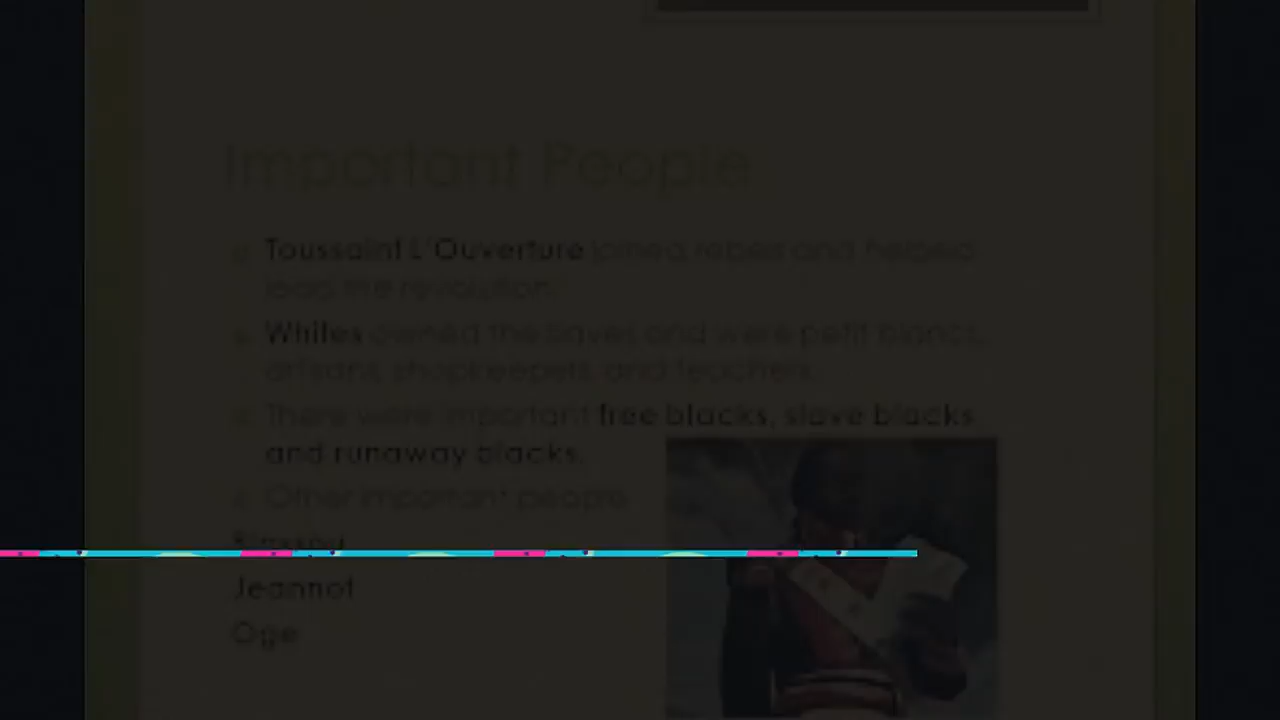 Important People
Toussaint L'Ouverture joined rebels and helped
lead the revolution.
Whites owned the slaves and were petit blancs,
artisans, shopkeepers, and teachers.
There were important free blacks, slave blacks
and runaway blacks.
Other important people
Biassou
Jeannot
Oge